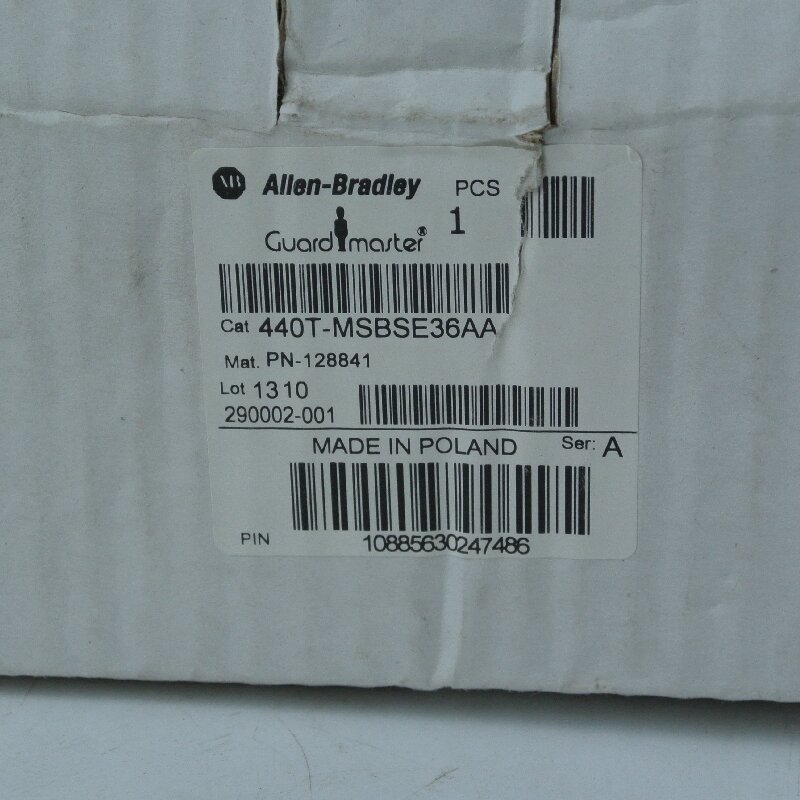 AB Allen-Bradley PCS
Guardmaster® 1
Cat 440T-MSBSE36AA
Mat. PN-128841
Lot 1310
290002-001
MADE IN POLAND Ser: A
PIN 10885630247486